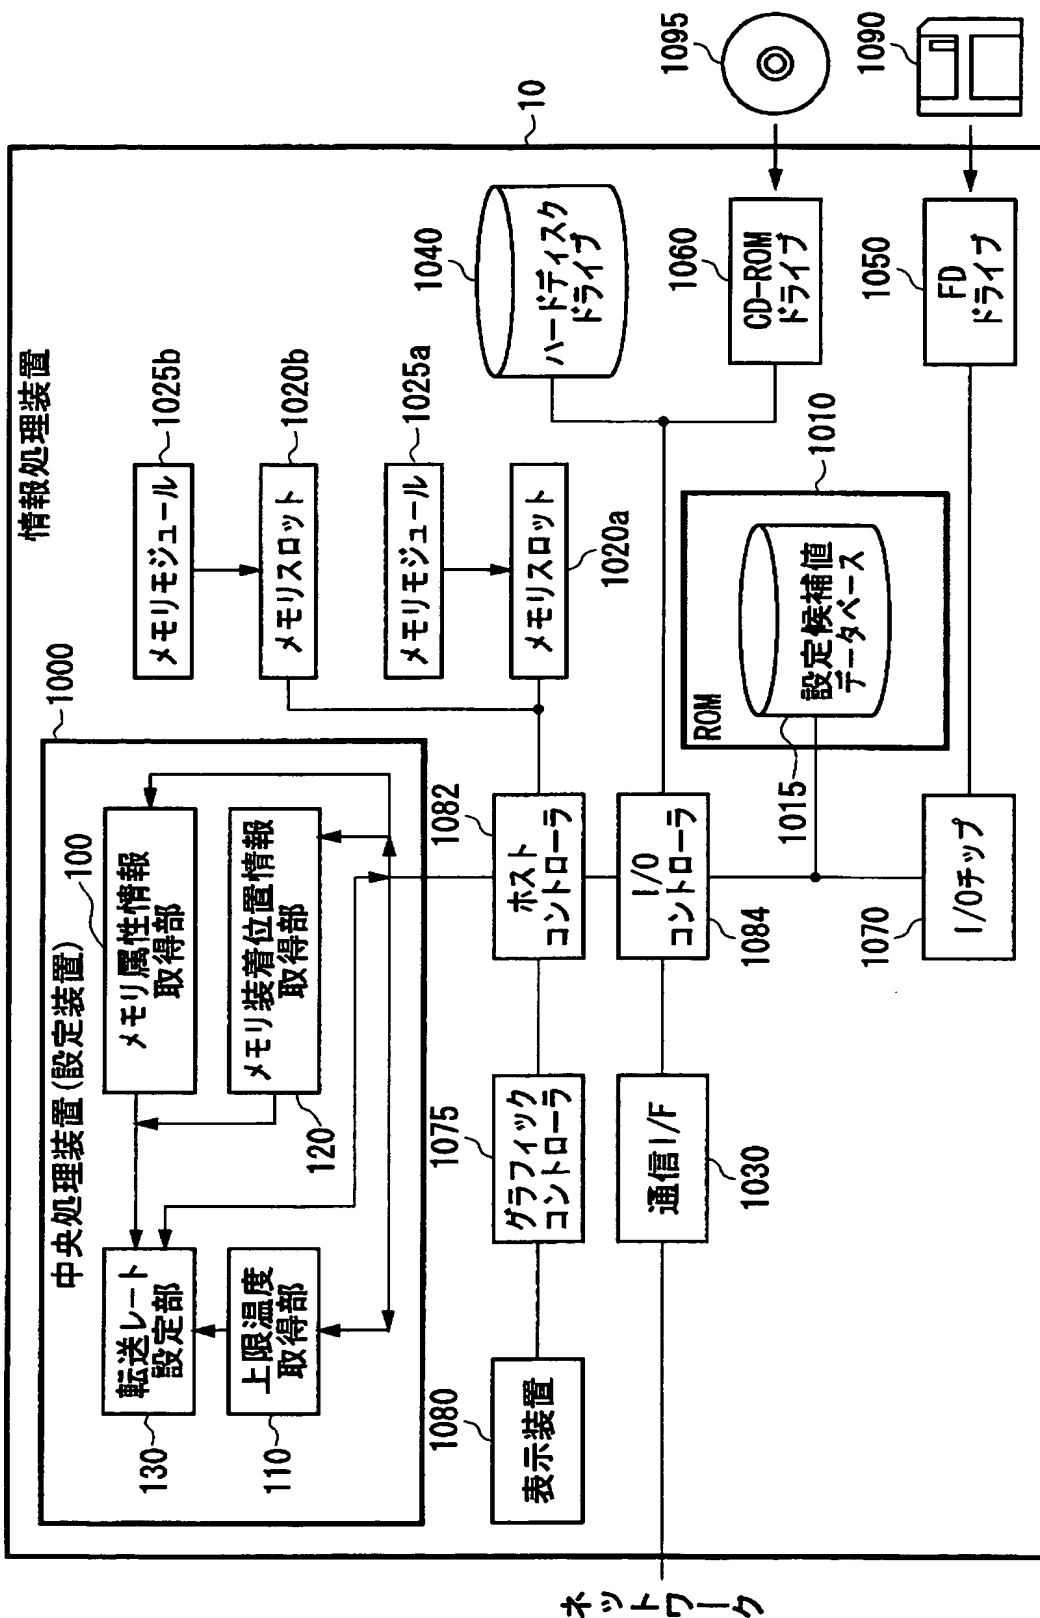 情報処理装置
10
中央処理装置(設定装置)
1000
転送レート
設定部
130
メモリ属性情報
取得部
100
上限温度
取得部
110
メモリ装着位置情報
取得部
120
メモリモジュール
1025b
メモリスロット
1020b
メモリモジュール
1025a
メモリスロット
1020a
表示装置
1080
グラフィック
コントローラ
1075
ホスト
コントローラ
1082
ハードディスク
ドライブ
1040
ネットワーク
通信I/F
1030
I/O
コントローラ
1084
CD-ROM
ドライブ
1060
1095
ROM
1010
設定候補値
データベース
1015
I/Oチップ
1070
FD
ドライブ
1050
1090